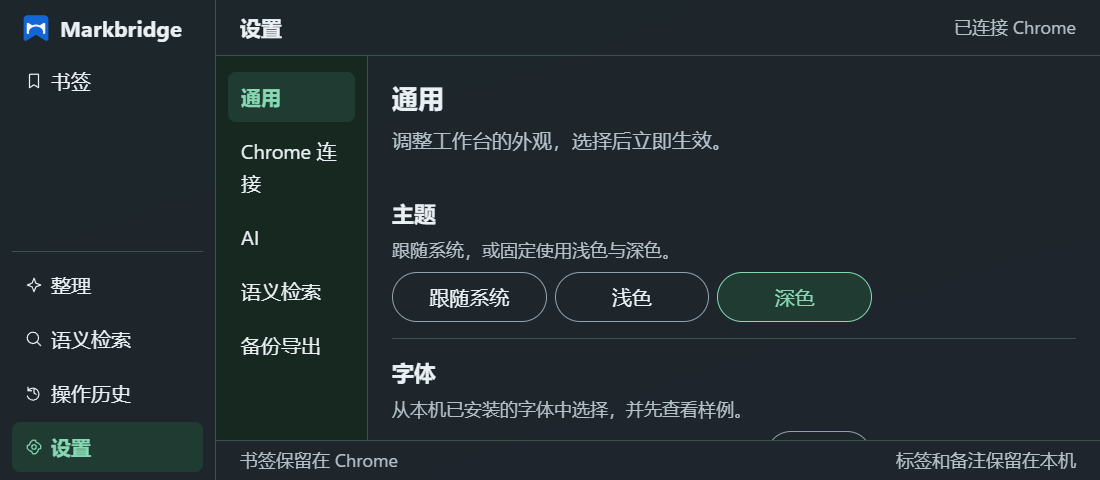 Markbridge
书签
整理
语义检索
操作历史
设置
设置
已连接 Chrome
通用
Chrome 连
接
AI
语义检索
备份导出
通用
调整工作台的外观，选择后立即生效。
主题
跟随系统，或固定使用浅色与深色。
跟随系统
浅色
深色
字体
从本机已安装的字体中选择，并先查看样例。
书签保留在 Chrome
标签和备注保留在本机